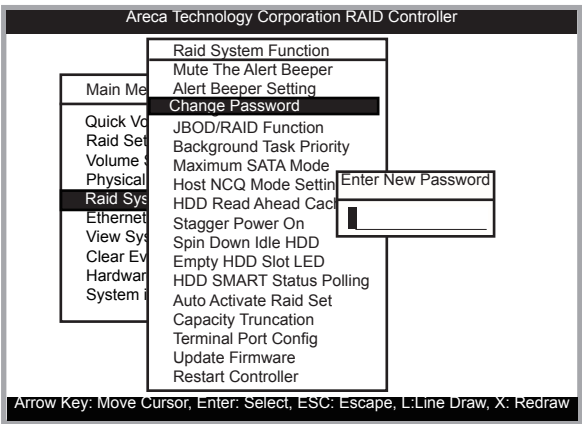 Areca Technology Corporation RAID Controller
Raid System Function
Mute The Alert Beeper
Alert Beeper Setting
Change Password
JBOD/RAID Function
Background Task Priority
Maximum SATA Mode
Host NCQ Mode Settin
HDD Read Ahead Cac
Stagger Power On
Spin Down Idle HDD
Empty HDD Slot LED
HDD SMART Status Polling
Auto Activate Raid Set
Capacity Truncation
Terminal Port Config
Update Firmware
Restart Controller
Main Me
Quick Vo
Raid Set
Volume S
Physical
Raid Sys
Ethernet
View Sys
Clear Ev
Hardwar
System i
Enter New Password
Arrow Key: Move Cursor, Enter: Select, ESC: Escape, L:Line Draw, X: Redraw